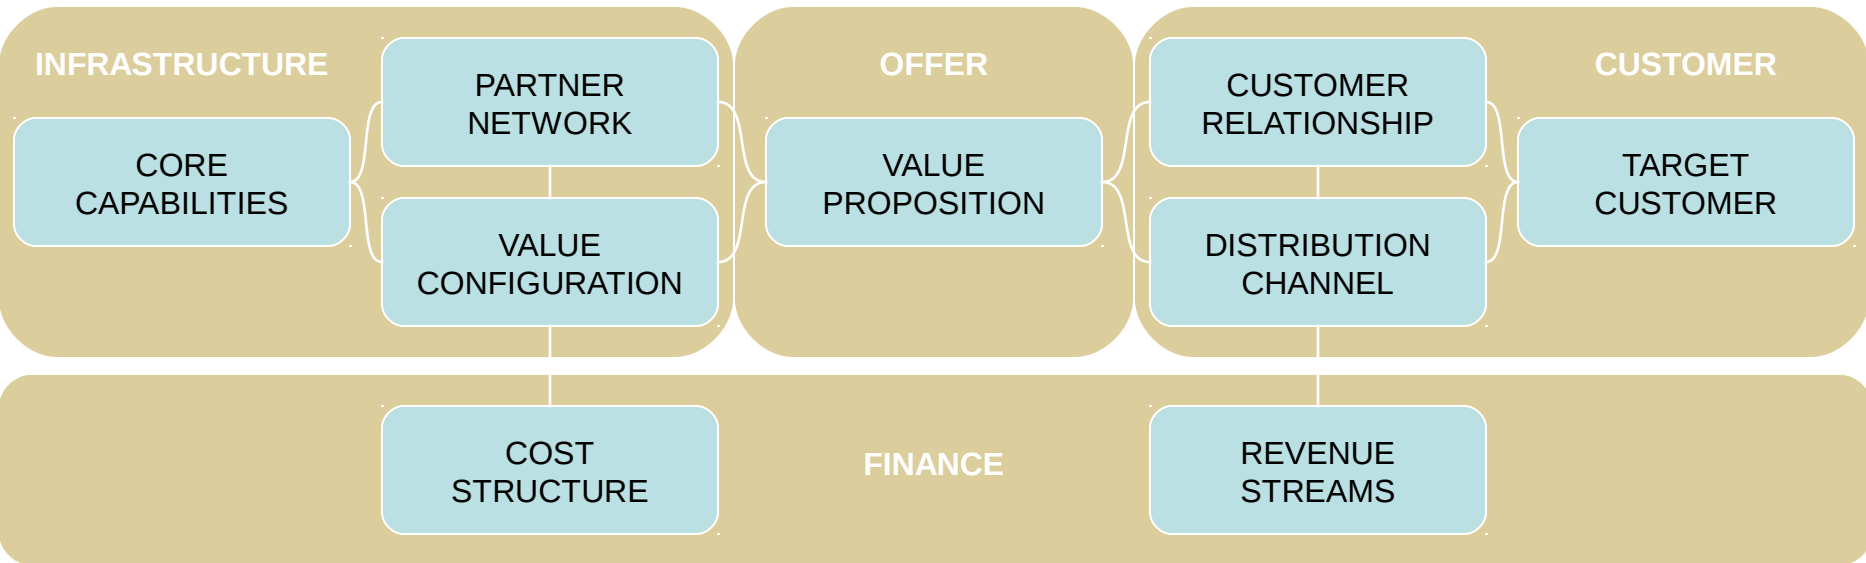 INFRASTRUCTURE
CORE
CAPABILITIES
PARTNER
NETWORK
VALUE
CONFIGURATION
OFFER
VALUE
PROPOSITION
CUSTOMER
CUSTOMER
RELATIONSHIP
DISTRIBUTION
CHANNEL
TARGET
CUSTOMER
COST
STRUCTURE
FINANCE
REVENUE
STREAMS